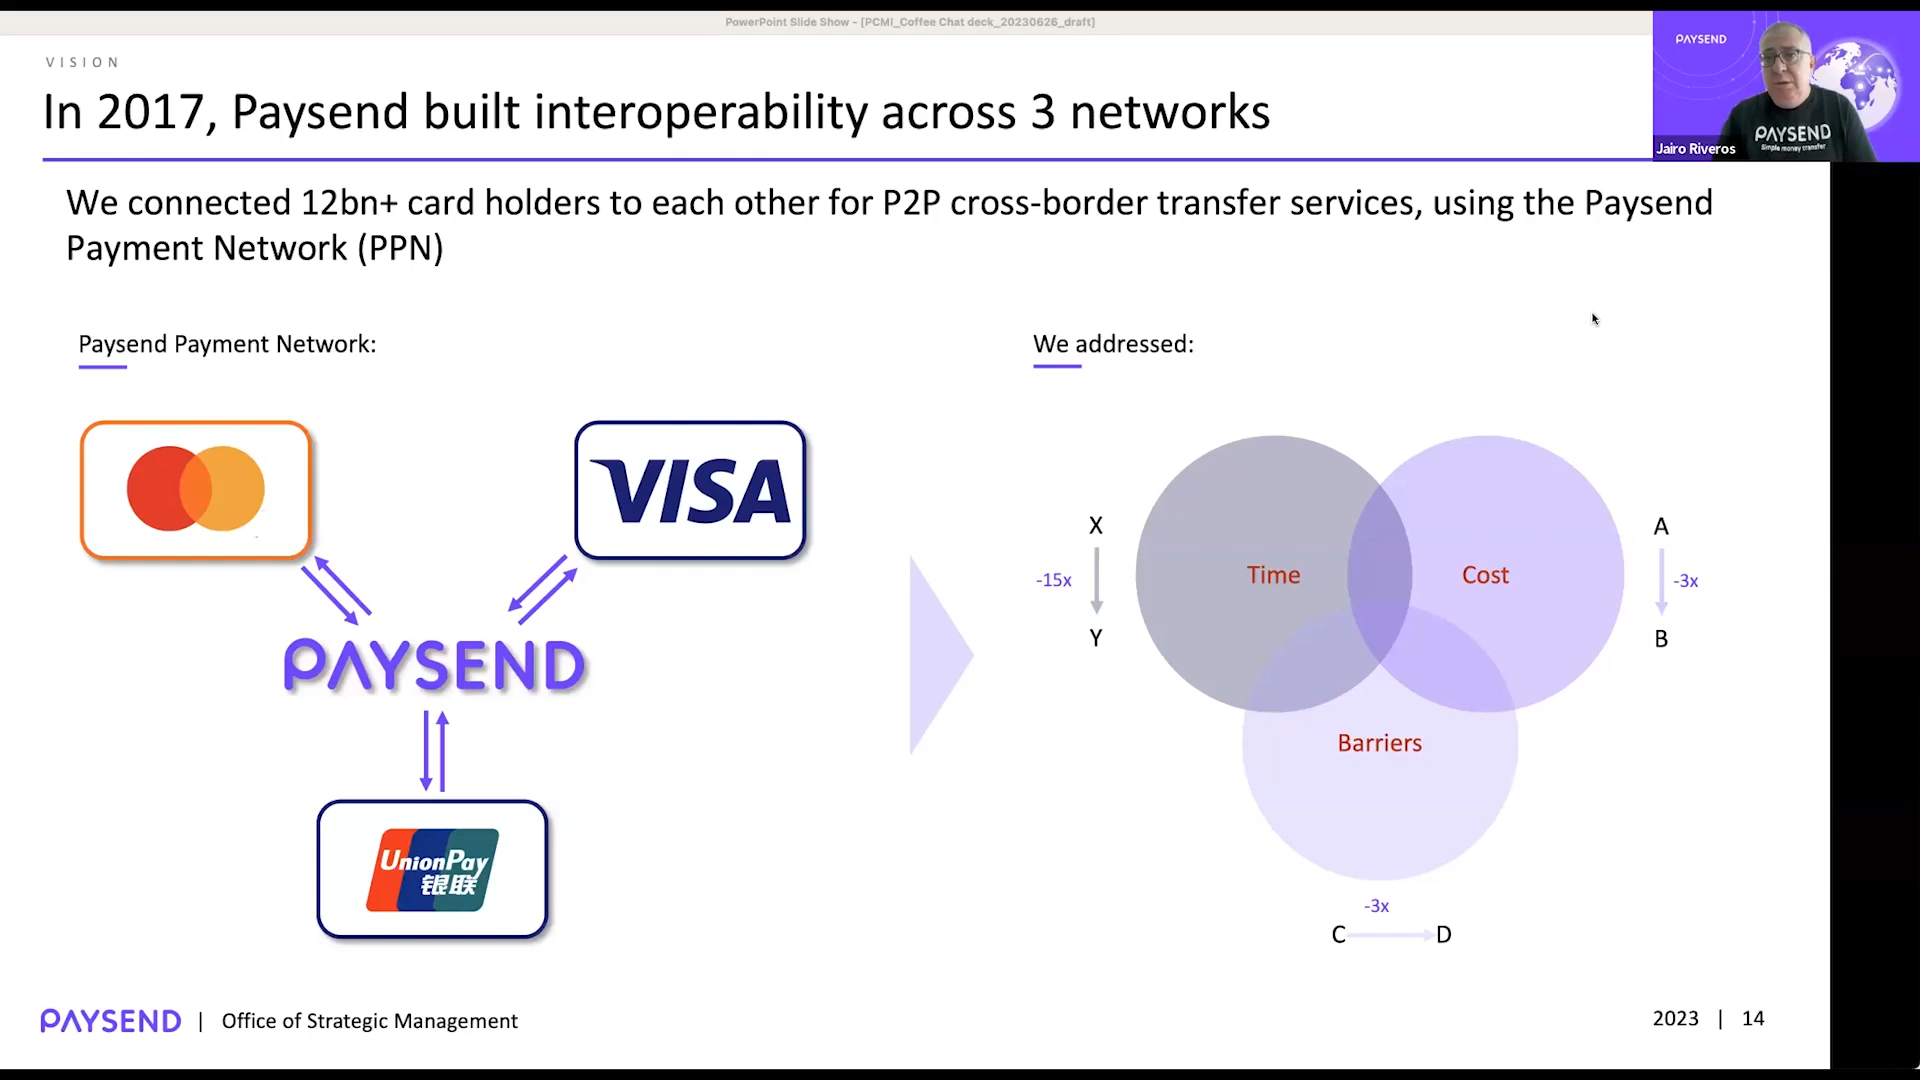 PowerPoint Slide Show - [PCMI_Coffee Chat deck_20230626_draft]
VISION
In 2017, Paysend built interoperability across 3 networks
PAYSEND
PAYSEND
Simple money transfer
Jairo Riveros
We connected 12bn+ card holders to each other for P2P cross-border transfer services, using the Paysend
Payment Network (PPN)
Paysend Payment Network:
VISA
PAYSEND
UnionPay
银联
We addressed:
X
-15x
Y
Time
Cost
A
-3x
B
Barriers
-3x
C
D
PAYSEND | Office of Strategic Management
2023 | 14